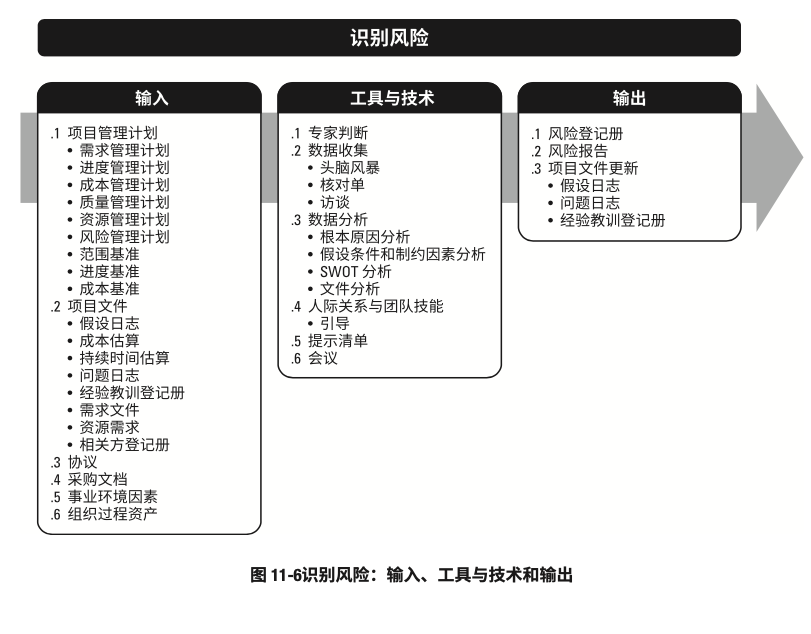 识别风险
输入
.1 项目管理计划
• 需求管理计划
• 进度管理计划
• 成本管理计划
• 质量管理计划
• 资源管理计划
• 风险管理计划
• 范围基准
• 进度基准
• 成本基准
.2 项目文件
• 假设日志
• 成本估算
• 持续时间估算
• 问题日志
• 经验教训登记册
• 需求文件
• 资源需求
• 相关方登记册
.3 协议
.4 采购文档
.5 事业环境因素
.6 组织过程资产
工具与技术
.1 专家判断
.2 数据收集
• 头脑风暴
• 核对单
• 访谈
.3 数据分析
• 根本原因分析
• 假设条件和制约因素分析
• SWOT 分析
• 文件分析
.4 人际关系与团队技能
• 引导
.5 提示清单
.6 会议
输出
.1 风险登记册
.2 风险报告
.3 项目文件更新
• 假设日志
• 问题日志
• 经验教训登记册
图 11-6识别风险：输入、工具与技术和输出